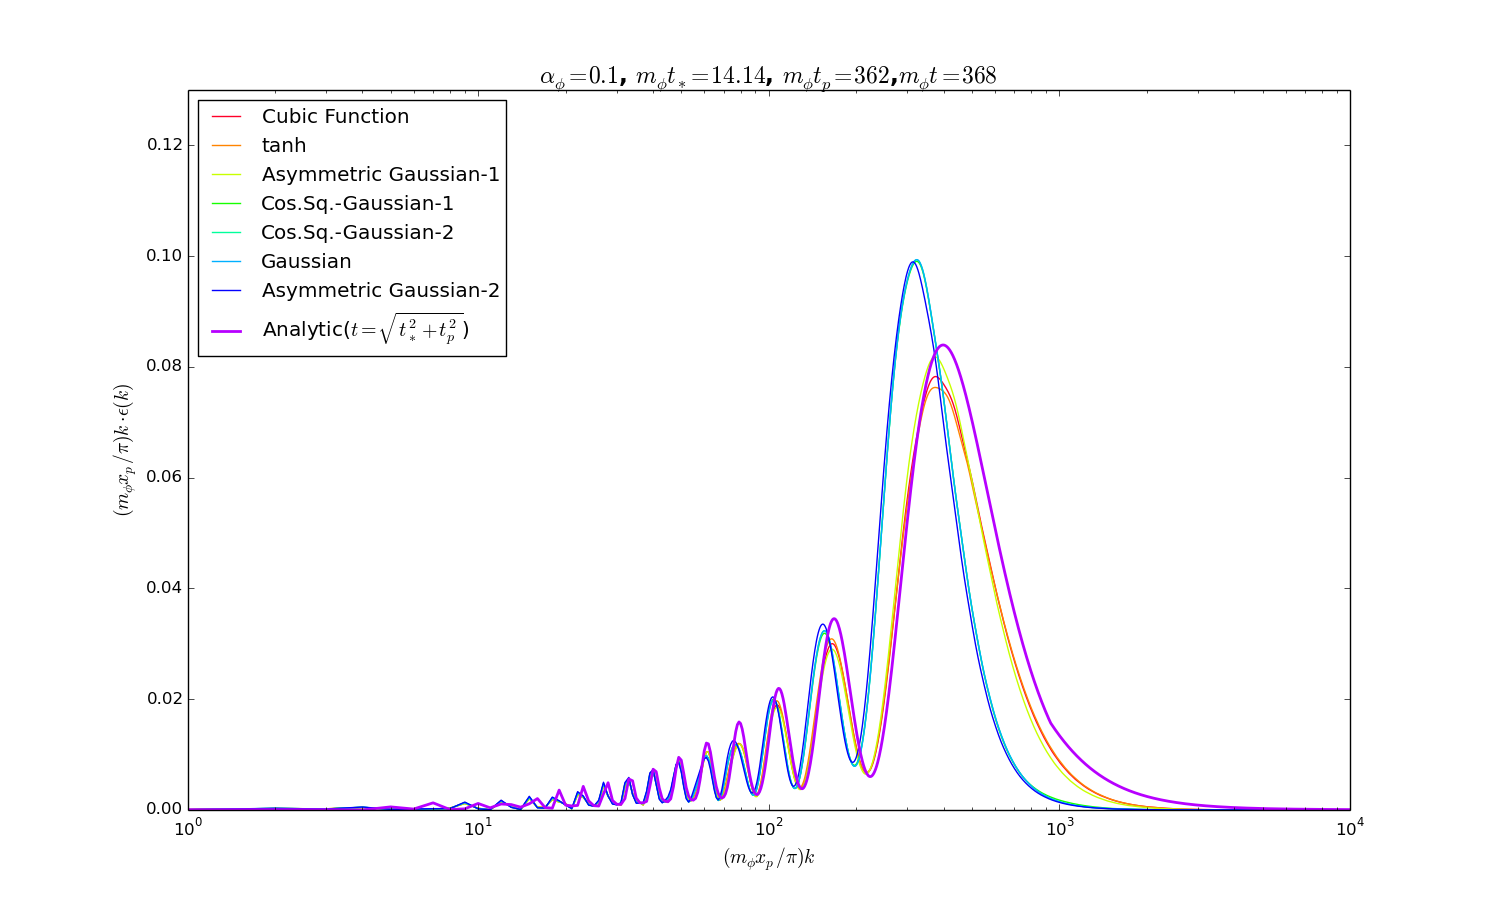 α_ϕ=0.1, m_ϕt_*=14.14, m_ϕt_p=362,m_ϕt=368
Cubic Function
tanh
Asymmetric Gaussian-1
Cos.Sq.-Gaussian-1
Cos.Sq.-Gaussian-2
Gaussian
Asymmetric Gaussian-2
Analytic(t=√(t_*^2+t_p^2))
0.12
0.10
0.08
0.06
0.04
0.02
0.00
(m_ϕx_p/π)k·ϵ(k)
10^0 10^1 10^2 10^3 10^4
(m_ϕx_p/π)k